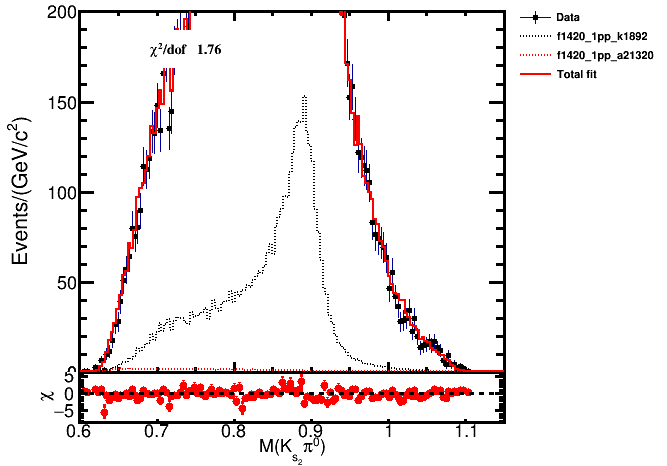 200
150
100
50
0
Events/(GeV/c²)
χ²/dof 1.76
Data
f1420_1pp_k1892
f1420_1pp_a21320
Total fit
5
0
−5
χ
0.6 0.7 0.8 0.9 1 1.1
M(Kₛ₂π⁰)